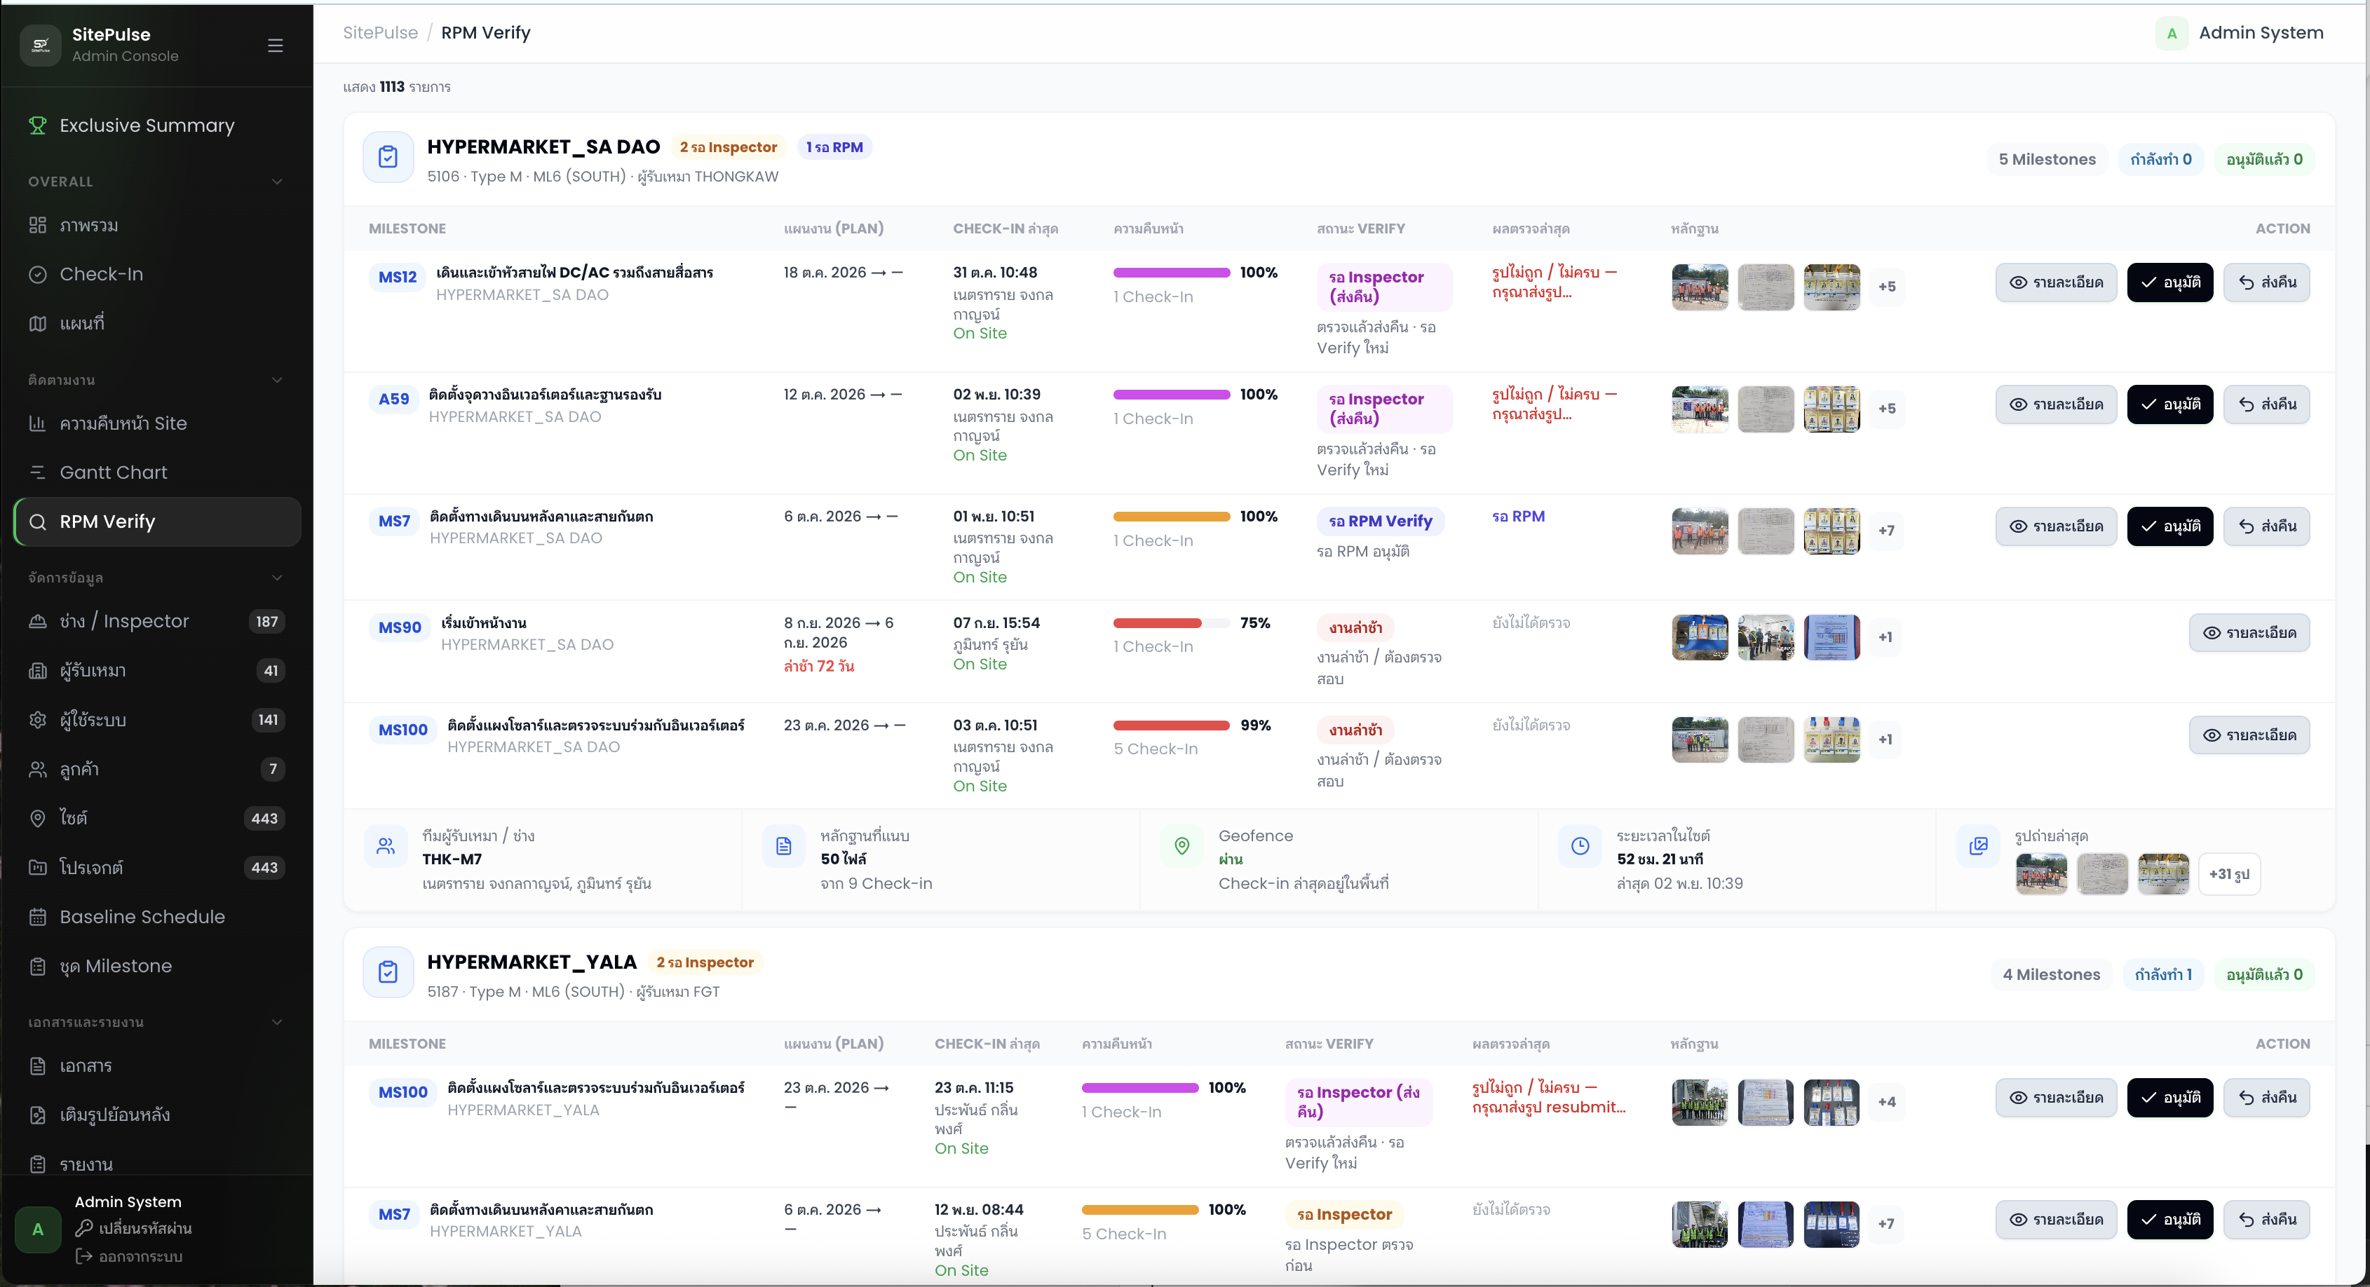 SitePulse
Admin Console
Exclusive Summary
OVERALL
ภาพรวม
Check-In
แผนที่
ติดตามงาน
ความคืบหน้า Site
Gantt Chart
RPM Verify
จัดการข้อมูล
ช่าง / Inspector 187
ผู้รับเหมา 41
ผู้ใช้ระบบ 141
ลูกค้า 7
ไซต์ 443
โปรเจกต์ 443
Baseline Schedule
ชุด Milestone
เอกสารและรายงาน
เอกสาร
เติมรูปย้อนหลัง
รายงาน
A
Admin System
เปลี่ยนรหัสผ่าน
ออกจากระบบ
SitePulse / RPM Verify
A Admin System
แสดง 1113 รายการ
HYPERMARKET_SA DAO 2 รอ Inspector 1 รอ RPM
5106 · Type M · ML6 (SOUTH) · ผู้รับเหมา THONGKAW
5 Milestones กำลังทำ 0 อนุมัติแล้ว 0
MILESTONE แผนงาน (PLAN) CHECK-IN ล่าสุด ความคืบหน้า สถานะ VERIFY ผลตรวจล่าสุด หลักฐาน ACTION
MS12 เดินและเข้าหัวสายไฟ DC/AC รวมถึงสายสื่อสาร
HYPERMARKET_SA DAO
18 ต.ค. 2026 → —
31 ต.ค. 10:48
เนตรทราย จงกล
กาญจน์
On Site
100%
1 Check-In
รอ Inspector
(ส่งคืน)
ตรวจแล้วส่งคืน · รอ
Verify ใหม่
รูปไม่ถูก / ไม่ครบ —
กรุณาส่งรูป...
+5
รายละเอียด อนุมัติ ส่งคืน
A59 ติดตั้งจุดวางอินเวอร์เตอร์และฐานรองรับ
HYPERMARKET_SA DAO
12 ต.ค. 2026 → —
02 พ.ย. 10:39
เนตรทราย จงกล
กาญจน์
On Site
100%
1 Check-In
รอ Inspector
(ส่งคืน)
ตรวจแล้วส่งคืน · รอ
Verify ใหม่
รูปไม่ถูก / ไม่ครบ —
กรุณาส่งรูป...
+5
รายละเอียด อนุมัติ ส่งคืน
MS7 ติดตั้งทางเดินบนหลังคาและสายกันตก
HYPERMARKET_SA DAO
6 ต.ค. 2026 → —
01 พ.ย. 10:51
เนตรทราย จงกล
กาญจน์
On Site
100%
1 Check-In
รอ RPM Verify
รอ RPM อนุมัติ
รอ RPM
+7
รายละเอียด อนุมัติ ส่งคืน
MS90 เริ่มเข้าหน้างาน
HYPERMARKET_SA DAO
8 ก.ย. 2026 → 6
ก.ย. 2026
ล่าช้า 72 วัน
07 ก.ย. 15:54
ภูมินทร์ รุยัน
On Site
75%
1 Check-In
งานล่าช้า
งานล่าช้า / ต้องตรวจ
สอบ
ยังไม่ได้ตรวจ
+1
รายละเอียด
MS100 ติดตั้งแผงโซลาร์และตรวจระบบร่วมกับอินเวอร์เตอร์
HYPERMARKET_SA DAO
23 ต.ค. 2026 → —
03 ต.ค. 10:51
เนตรทราย จงกล
กาญจน์
On Site
99%
5 Check-In
งานล่าช้า
งานล่าช้า / ต้องตรวจ
สอบ
ยังไม่ได้ตรวจ
+1
รายละเอียด
ทีมผู้รับเหมา / ช่าง
THK-M7
เนตรทราย จงกลกาญจน์, ภูมินทร์ รุยัน
หลักฐานที่แนบ
50 ไฟล์
จาก 9 Check-in
Geofence
ผ่าน
Check-in ล่าสุดอยู่ในพื้นที่
ระยะเวลาในไซต์
52 ชม. 21 นาที
ล่าสุด 02 พ.ย. 10:39
รูปถ่ายล่าสุด
+31 รูป
HYPERMARKET_YALA 2 รอ Inspector
5187 · Type M · ML6 (SOUTH) · ผู้รับเหมา FGT
4 Milestones กำลังทำ 1 อนุมัติแล้ว 0
MILESTONE แผนงาน (PLAN) CHECK-IN ล่าสุด ความคืบหน้า สถานะ VERIFY ผลตรวจล่าสุด หลักฐาน ACTION
MS100 ติดตั้งแผงโซลาร์และตรวจระบบร่วมกับอินเวอร์เตอร์
HYPERMARKET_YALA
23 ต.ค. 2026 →
—
23 ต.ค. 11:15
ประพันธ์ กลิ่น
พงศ์
On Site
100%
1 Check-In
รอ Inspector (ส่ง
คืน)
ตรวจแล้วส่งคืน · รอ
Verify ใหม่
รูปไม่ถูก / ไม่ครบ —
กรุณาส่งรูป resubmit...
+4
รายละเอียด อนุมัติ ส่งคืน
MS7 ติดตั้งทางเดินบนหลังคาและสายกันตก
HYPERMARKET_YALA
6 ต.ค. 2026 →
—
12 พ.ย. 08:44
ประพันธ์ กลิ่น
พงศ์
On Site
100%
5 Check-In
รอ Inspector
รอ Inspector ตรวจ
ก่อน
ยังไม่ได้ตรวจ
+7
รายละเอียด อนุมัติ ส่งคืน